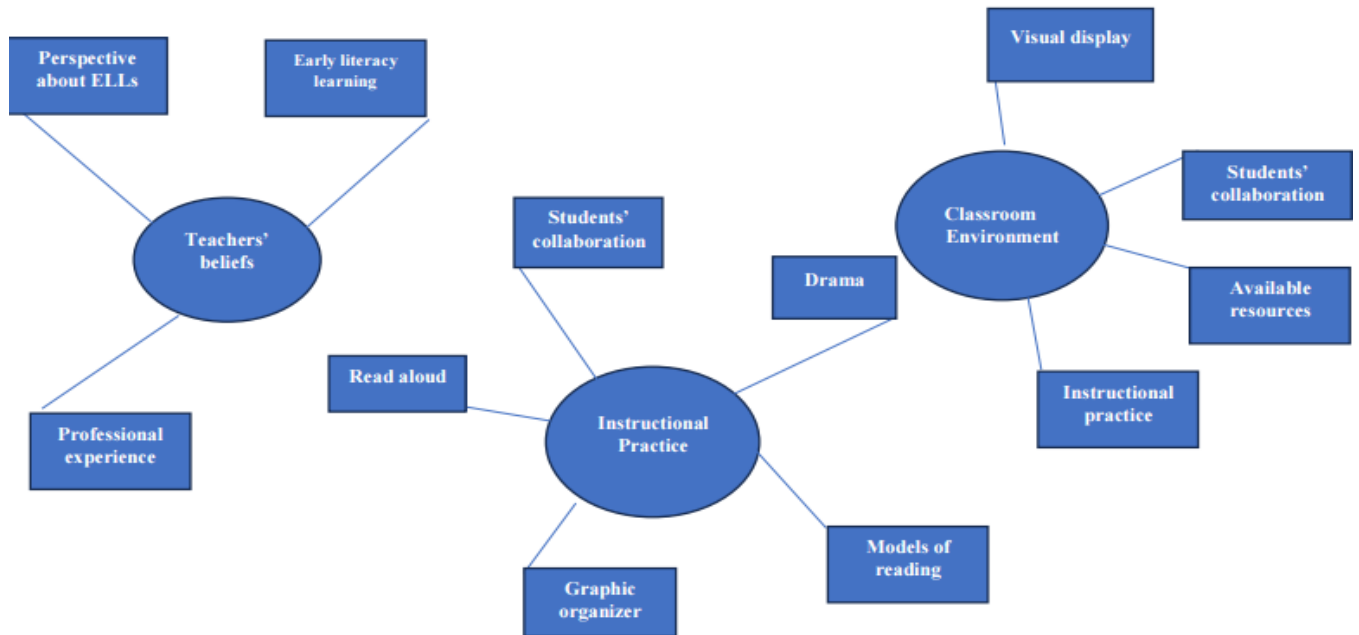 Perspective
about ELLs
Early literacy
learning
Teachers’
beliefs
Professional
experience
Students’
collaboration
Drama
Read aloud
Instructional
Practice
Graphic
organizer
Models of
reading
Visual display
Classroom
Environment
Students’
collaboration
Available
resources
Instructional
practice